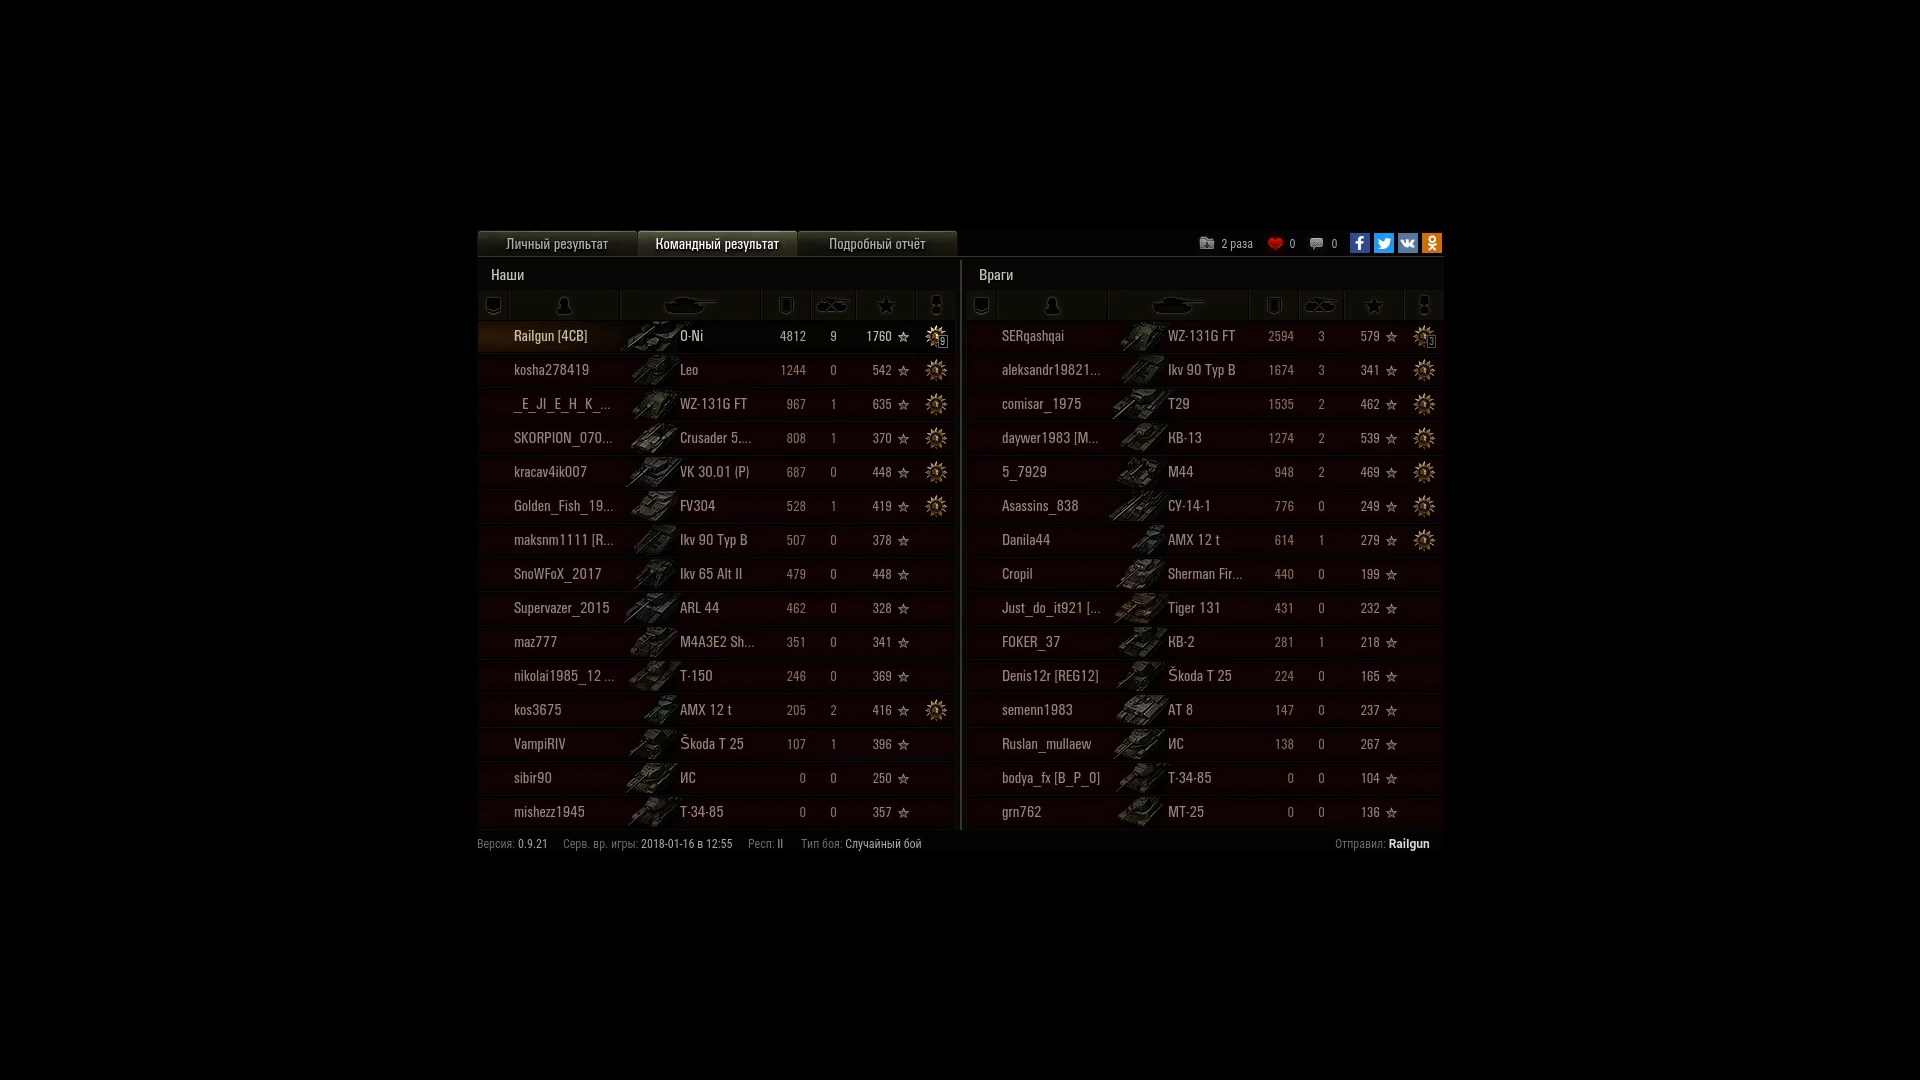 Личный результат Командный результат Подробный отчёт 2 раза 0 0
Наши Враги
Railgun [4CB] O-Ni 4812 9 1760 9 SERqashqai WZ-131G FT 2594 3 579 3
kosha278419 Leo 1244 0 542 aleksandr19821... Ikv 90 Typ B 1674 3 341
_E_JI_E_H_K_... WZ-131G FT 967 1 635 comisar_1975 T29 1535 2 462
SKORPION_070... Crusader 5.... 808 1 370 daywer1983 [M... КВ-13 1274 2 539
kracav4ik007 VK 30.01 (P) 687 0 448 5_7929 M44 948 2 469
Golden_Fish_19... FV304 528 1 419 Asassins_838 СУ-14-1 776 0 249
maksnm1111 [R... Ikv 90 Typ B 507 0 378 Danila44 AMX 12 t 614 1 279
SnoWFoX_2017 Ikv 65 Alt II 479 0 448 Cropil Sherman Fir... 440 0 199
Supervazer_2015 ARL 44 462 0 328 Just_do_it921 [... Tiger 131 431 0 232
maz777 M4A3E2 Sh... 351 0 341 FOKER_37 КВ-2 281 1 218
nikolai1985_12 ... Т-150 246 0 369 Denis12r [REG12] Škoda T 25 224 0 165
kos3675 AMX 12 t 205 2 416 semenn1983 AT 8 147 0 237
VampiRIV Škoda T 25 107 1 396 Ruslan_mullaew ИС 138 0 267
sibir90 ИС 0 0 250 bodya_fx [B_P_0] Т-34-85 0 0 104
mishezz1945 Т-34-85 0 0 357 grn762 МТ-25 0 0 136
Версия: 0.9.21 Серв. вр. игры: 2018-01-16 в 12:55 Респ: II Тип боя: Случайный бой Отправил: Railgun